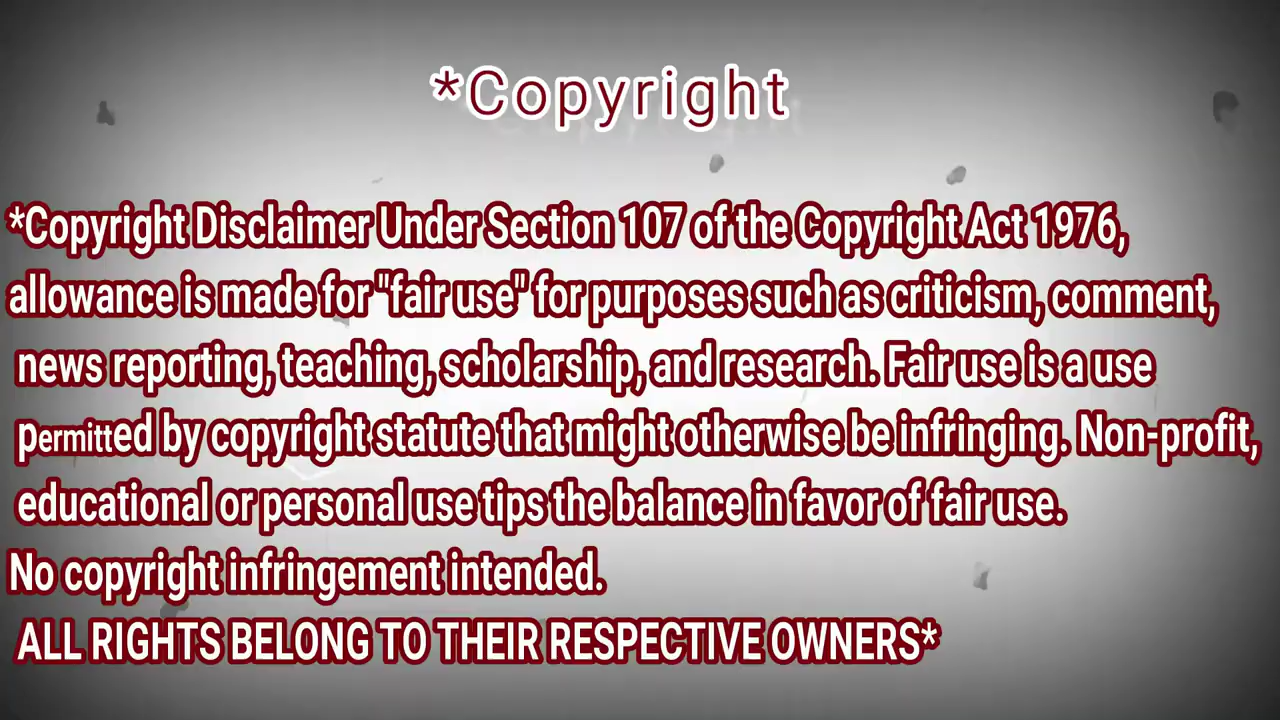 *Copyright
*Copyright Disclaimer Under Section 107 of the Copyright Act 1976,
allowance is made for "fair use" for purposes such as criticism, comment,
news reporting, teaching, scholarship, and research. Fair use is a use
permitted by copyright statute that might otherwise be infringing. Non-profit,
educational or personal use tips the balance in favor of fair use.
No copyright infringement intended.
ALL RIGHTS BELONG TO THEIR RESPECTIVE OWNERS*